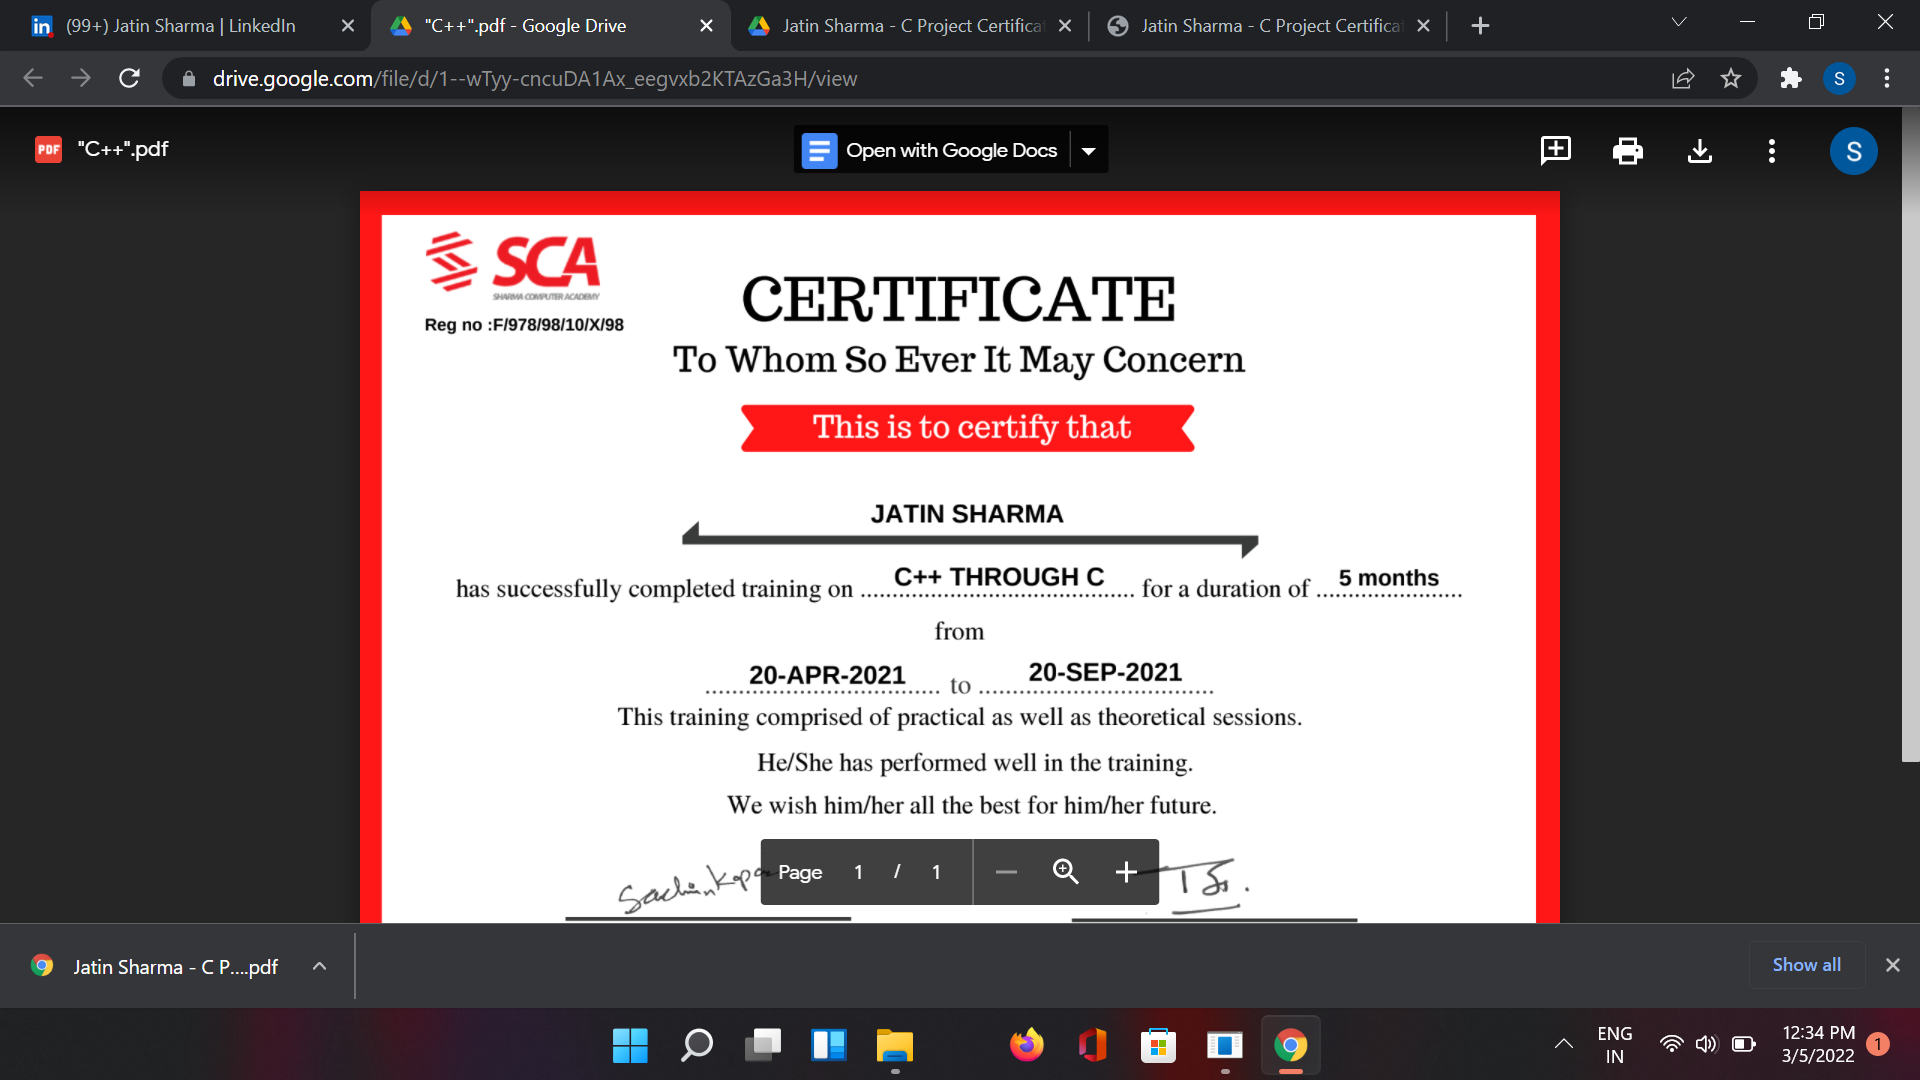 (99+) Jatin Sharma | LinkedIn
"C++".pdf - Google Drive
Jatin Sharma - C Project Certifica
Jatin Sharma - C Project Certifica
drive.google.com/file/d/1--wTyy-cncuDA1Ax_eegvxb2KTAzGa3H/view
S
PDF
"C++".pdf
Open with Google Docs
S
SCA
SHARMA COMPUTER ACADEMY
Reg no :F/978/98/10/X/98
CERTIFICATE
To Whom So Ever It May Concern
This is to certify that
JATIN SHARMA
has successfully completed training on C++ THROUGH C for a duration of 5 months
from
20-APR-2021 to 20-SEP-2021
This training comprised of practical as well as theoretical sessions.
He/She has performed well in the training.
We wish him/her all the best for him/her future.
Page 1 / 1
Jatin Sharma - C P....pdf
Show all
ENG
IN
12:34 PM
3/5/2022
1